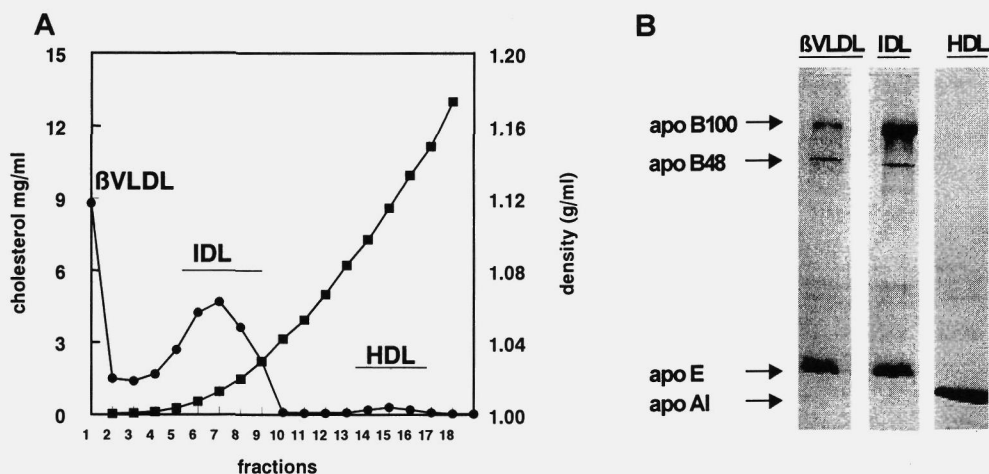 A
cholesterol mg/ml
15
12
9
6
3
0
ßVLDL
IDL
HDL
1.20
1.16
1.12
1.08
1.04
1.00
density (g/ml)
1 2 3 4 5 6 7 8 9 10 11 12 13 14 15 16 17 18
fractions
B
ßVLDL IDL HDL
apo B100
apo B48
apo E
apo AI